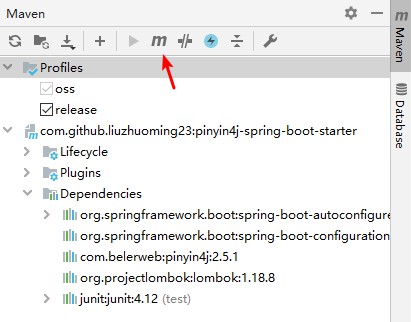 Maven
m
Profiles
oss
release
com.github.liuzhuoming23:pinyin4j-spring-boot-starter
Lifecycle
Plugins
Dependencies
org.springframework.boot:spring-boot-autoconfigure
org.springframework.boot:spring-boot-configuration
com.belerweb:pinyin4j:2.5.1
org.projectlombok:lombok:1.18.8
junit:junit:4.12 (test)
m Maven
Database